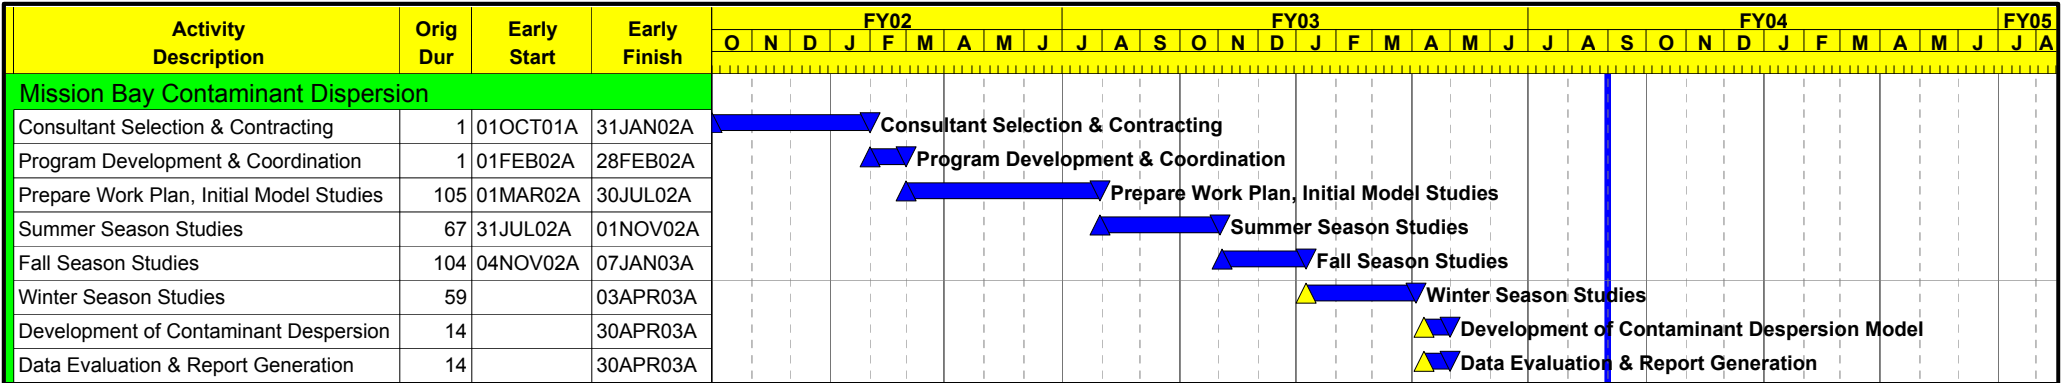 Activity Description Orig Dur Early Start Early Finish
FY02 FY03 FY04 FY05
O N D J F M A M J J A S O N D J F M A M J J A S O N D J F M A M J J A
Mission Bay Contaminant Dispersion
Consultant Selection & Contracting 1 01OCT01A 31JAN02A Consultant Selection & Contracting
Program Development & Coordination 1 01FEB02A 28FEB02A Program Development & Coordination
Prepare Work Plan, Initial Model Studies 105 01MAR02A 30JUL02A Prepare Work Plan, Initial Model Studies
Summer Season Studies 67 31JUL02A 01NOV02A Summer Season Studies
Fall Season Studies 104 04NOV02A 07JAN03A Fall Season Studies
Winter Season Studies 59 03APR03A Winter Season Studies
Development of Contaminant Despersion 14 30APR03A Development of Contaminant Despersion Model
Data Evaluation & Report Generation 14 30APR03A Data Evaluation & Report Generation